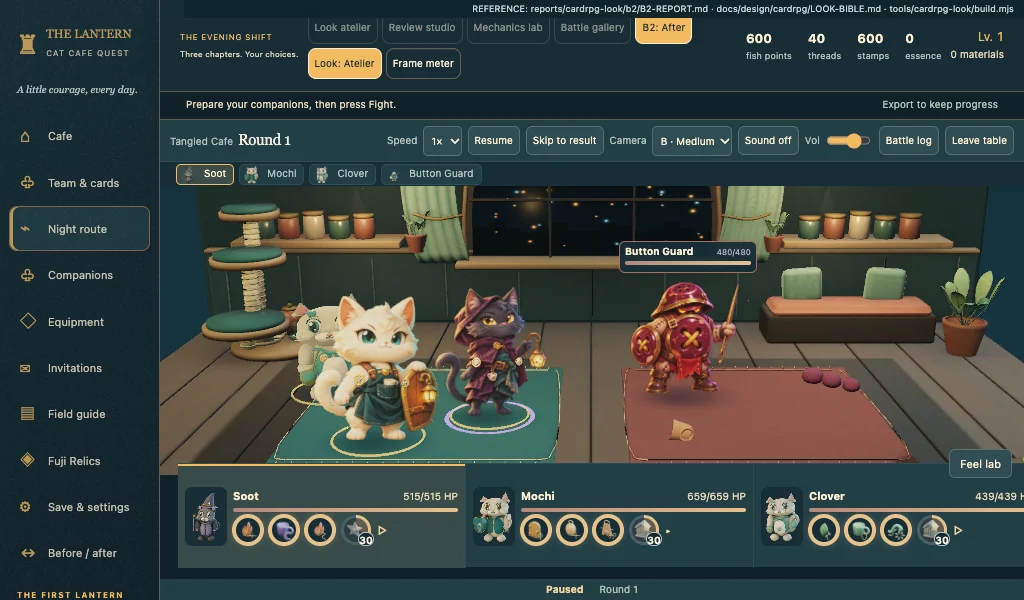 REFERENCE: reports/cardrpg-look/b2/B2-REPORT.md · docs/design/cardrpg/LOOK-BIBLE.md · tools/cardrpg-look/build.mjs
THE LANTERN
CAT CAFE QUEST
A little courage, every day.
Cafe
Team & cards
Night route
Companions
Equipment
Invitations
Field guide
Fuji Relics
Save & settings
Before / after
THE FIRST LANTERN
THE EVENING SHIFT
Three chapters. Your choices.
Look atelier
Review studio
Mechanics lab
Battle gallery
B2: After
Look: Atelier
Frame meter
600 fish points
40 threads
600 stamps
0 essence
Lv. 1
0 materials
Prepare your companions, then press Fight.
Export to keep progress
Tangled Cafe Round 1
Speed 1x Resume Skip to result Camera B · Medium Sound off Vol Battle log Leave table
Soot
Mochi
Clover
Button Guard
Button Guard 480/480
Feel lab
Soot 515/515 HP
30
Mochi 659/659 HP
30
Clover 439/439 H
30
Paused Round 1